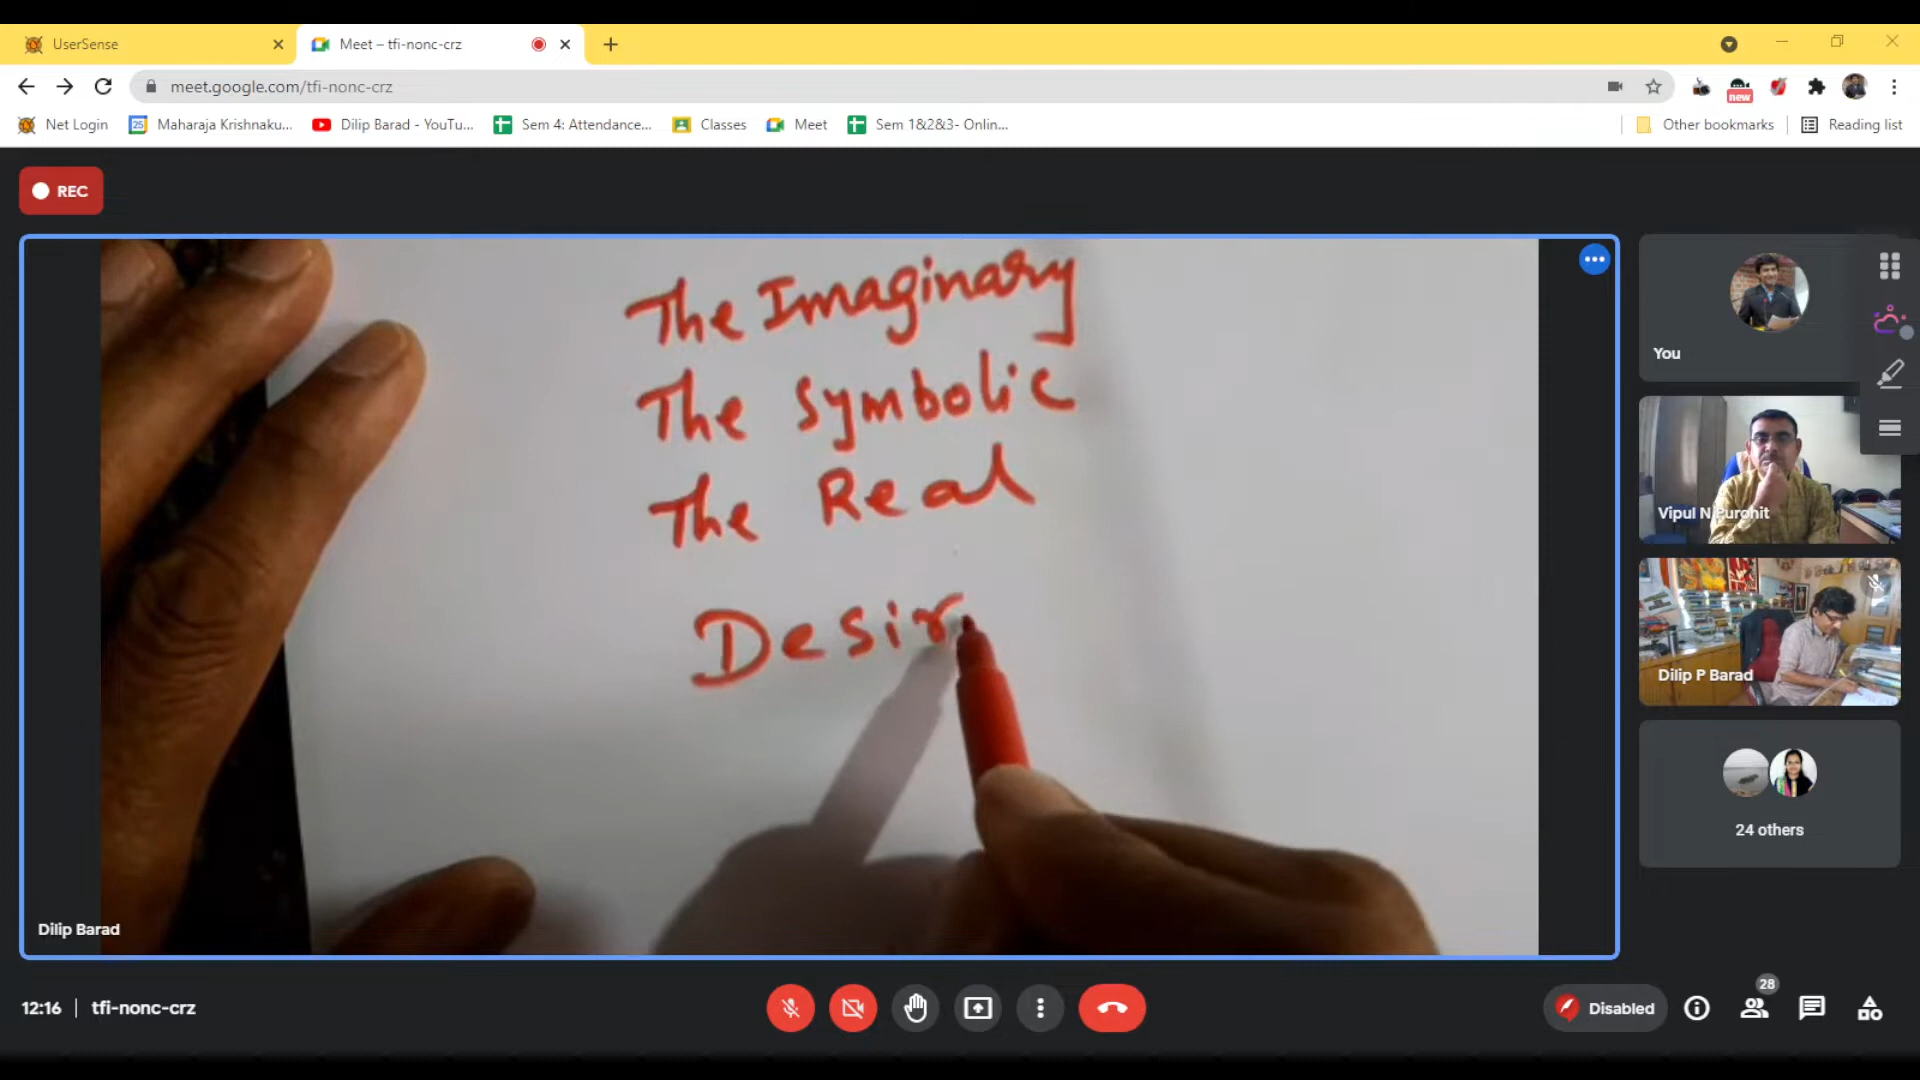 UserSense
Meet – tfi-nonc-crz
meet.google.com/tfi-nonc-crz
new
Net Login
25
Maharaja Krishnaku...
Dilip Barad - YouTu...
Sem 4: Attendance...
Classes
Meet
Sem 1&2&3- Onlin...
Other bookmarks
Reading list
REC
The Imaginary
The Symbolic
The Real
Desir
Dilip Barad
You
Vipul N Purohit
Dilip P Barad
24 others
12:16 | tfi-nonc-crz
Disabled
28